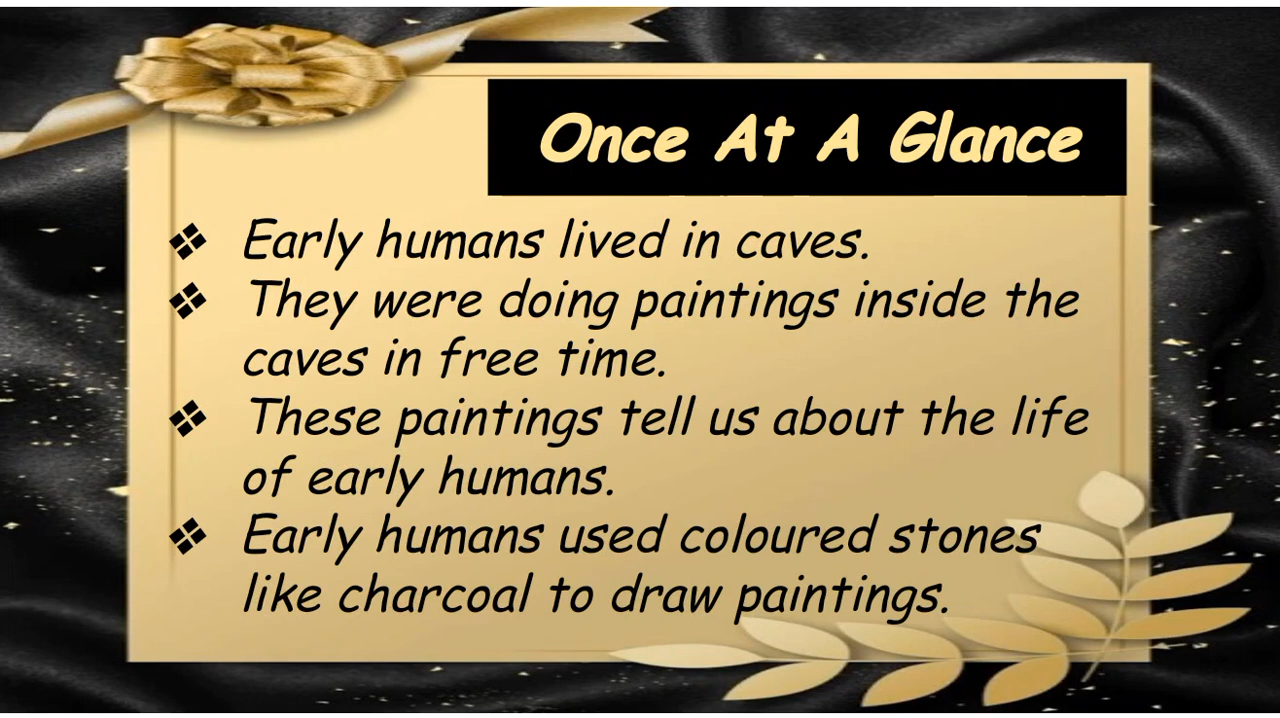 Once At A Glance
❖ Early humans lived in caves.
❖ They were doing paintings inside the
caves in free time.
❖ These paintings tell us about the life
of early humans.
❖ Early humans used coloured stones
like charcoal to draw paintings.